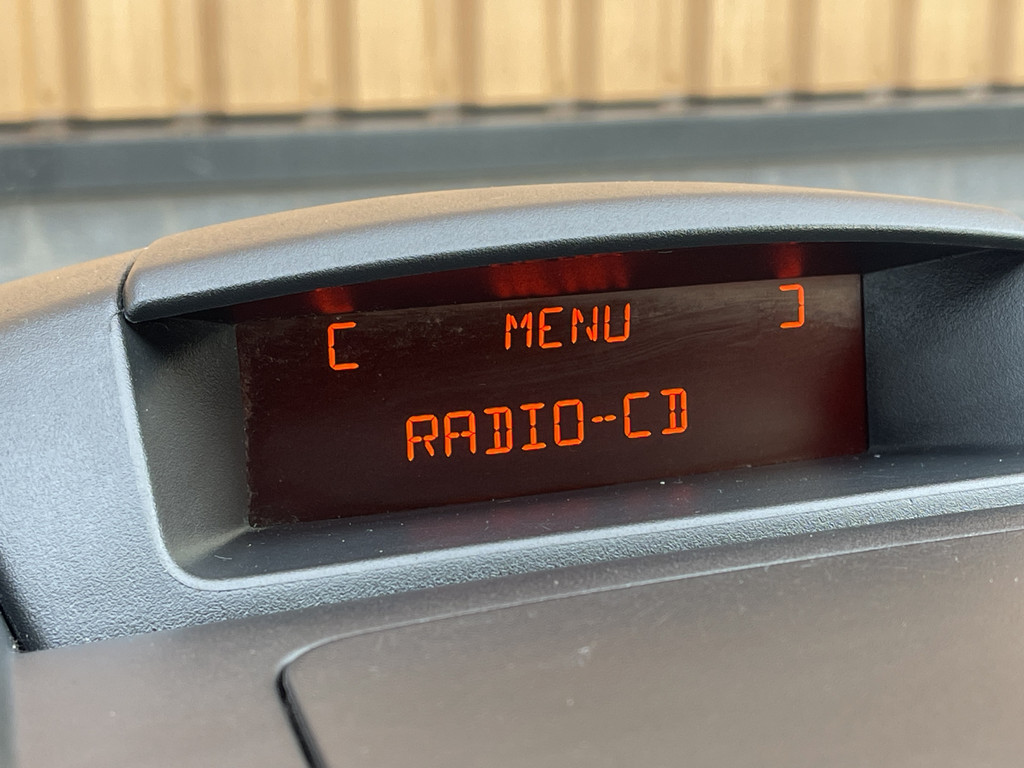 [ MENU ]
RADIO-CD